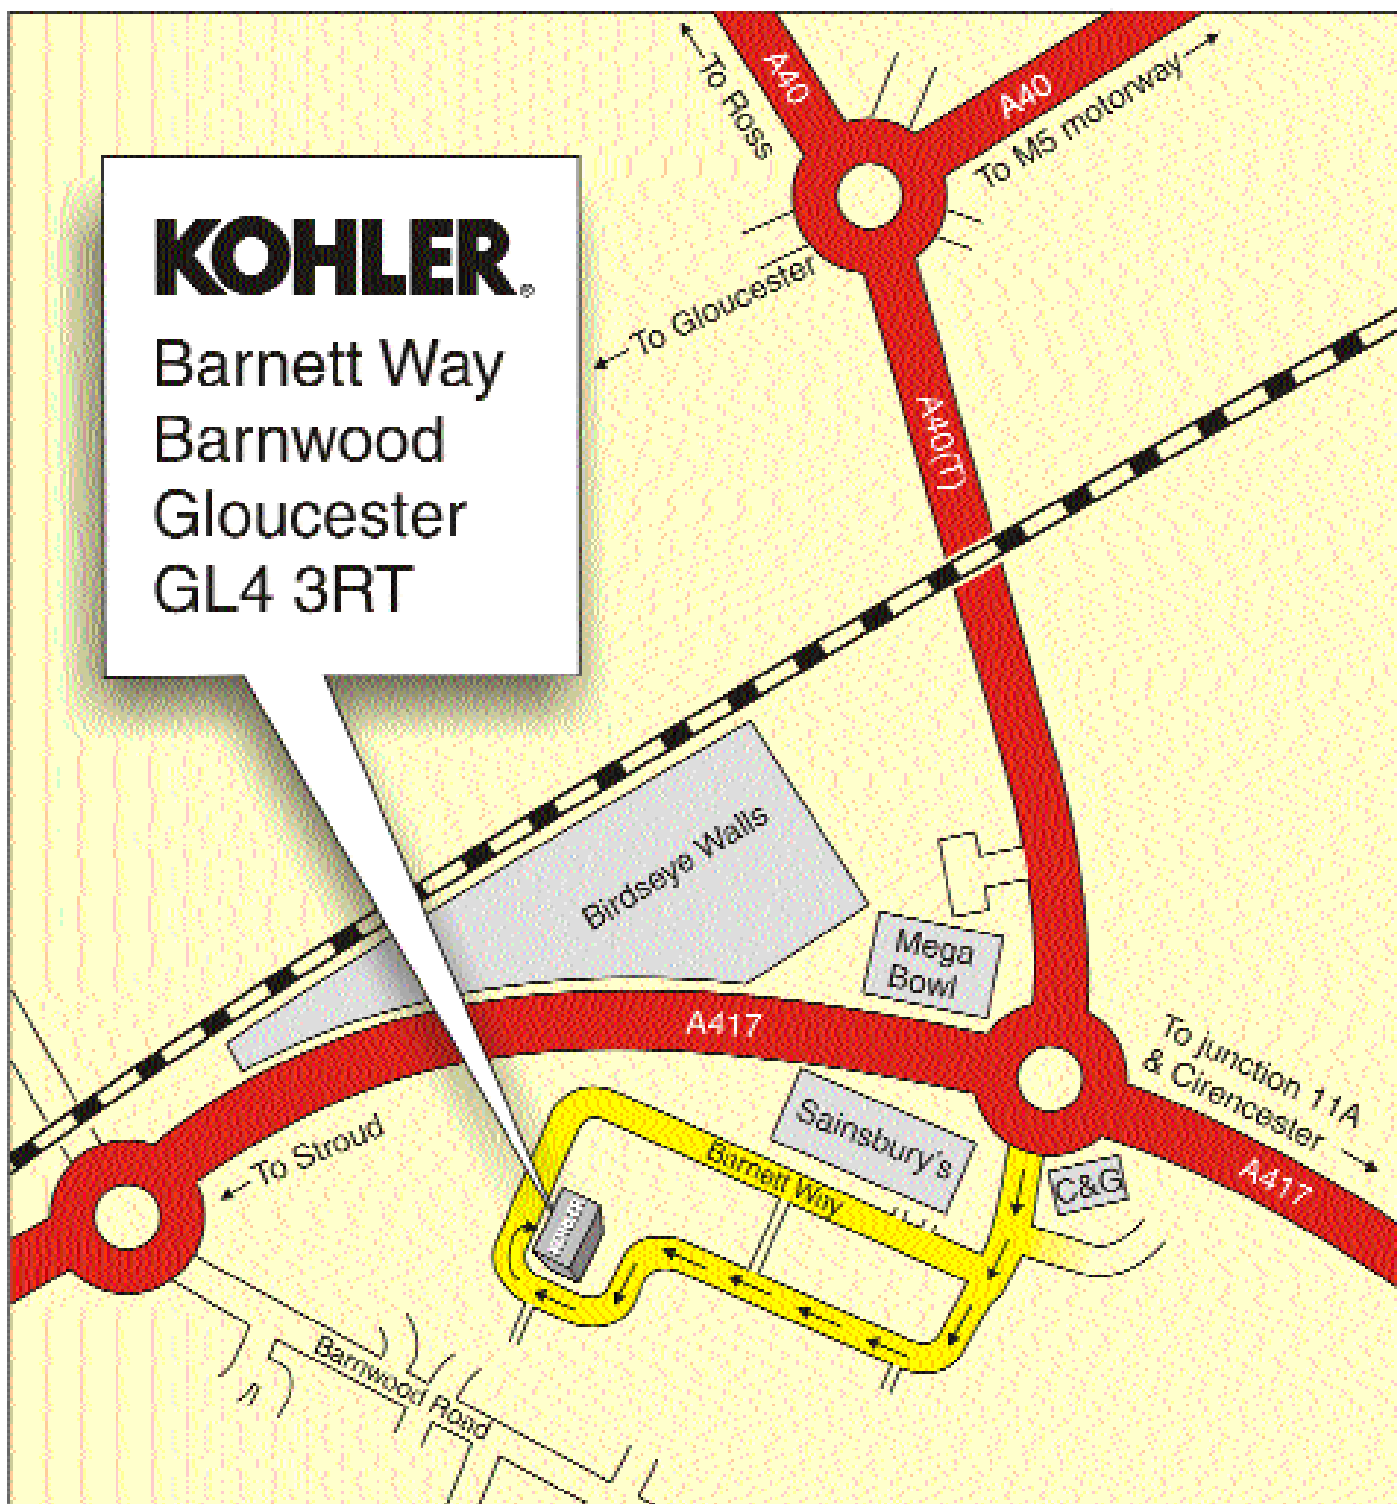 A40
To Ross
A40
To M5 motorway
KOHLER®
Barnett Way
Barnwood
Gloucester
GL4 3RT
To Gloucester
A40(T)
Birdseye Walls
Mega
Bowl
A417
To junction 11A
& Cirencester
Sainsbury's
To Stroud
Barnett Way
C&G
A417
Barnwood Road